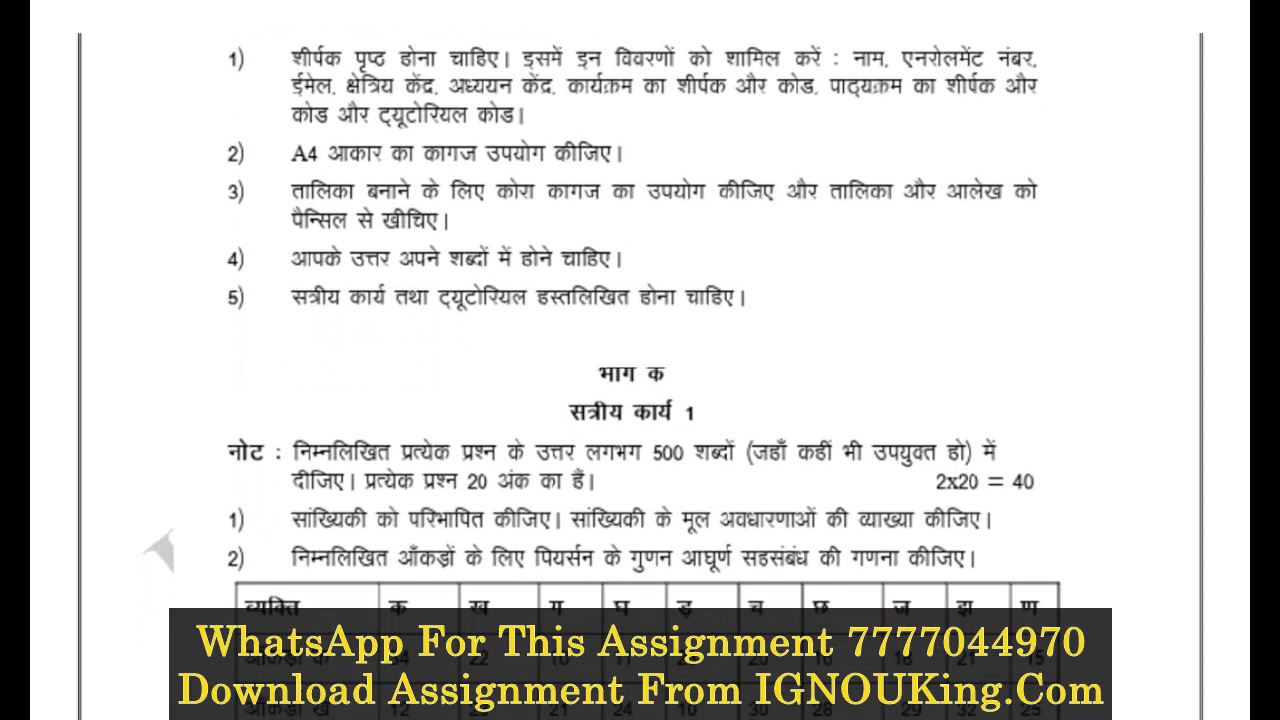 1) शीर्षक पृष्ठ होना चाहिए। इसमें इन विवरणों को शामिल करें : नाम, एनरोलमेंट नंबर,
ईमेल, क्षेत्रिय केंद्र, अध्ययन केंद्र, कार्यक्रम का शीर्षक और कोड, पाठ्यक्रम का शीर्षक और
कोड और ट्यूटोरियल कोड।
2) A4 आकार का कागज उपयोग कीजिए।
3) तालिका बनाने के लिए कोरा कागज का उपयोग कीजिए और तालिका और आलेख को
पैन्सिल से खीचिए।
4) आपके उत्तर अपने शब्दों में होने चाहिए।
5) सत्रीय कार्य तथा ट्यूटोरियल हस्तलिखित होना चाहिए।
भाग क
सत्रीय कार्य 1
नोट : निम्नलिखित प्रत्येक प्रश्न के उत्तर लगभग 500 शब्दों (जहाँ कहीं भी उपयुक्त हो) में
दीजिए। प्रत्येक प्रश्न 20 अंक का हैं। 2x20 = 40
1) सांख्यिकी को परिभापित कीजिए। सांख्यिकी के मूल अवधारणाओं की व्याख्या कीजिए।
2) निम्नलिखित आँकड़ों के लिए पियर्सन के गुणन आघूर्ण सहसंबंध की गणना कीजिए।
व्यक्ति क ख ग घ ड़ च छ ज झ ण
WhatsApp For This Assignment 7777044970
Download Assignment From IGNOUKing.Com